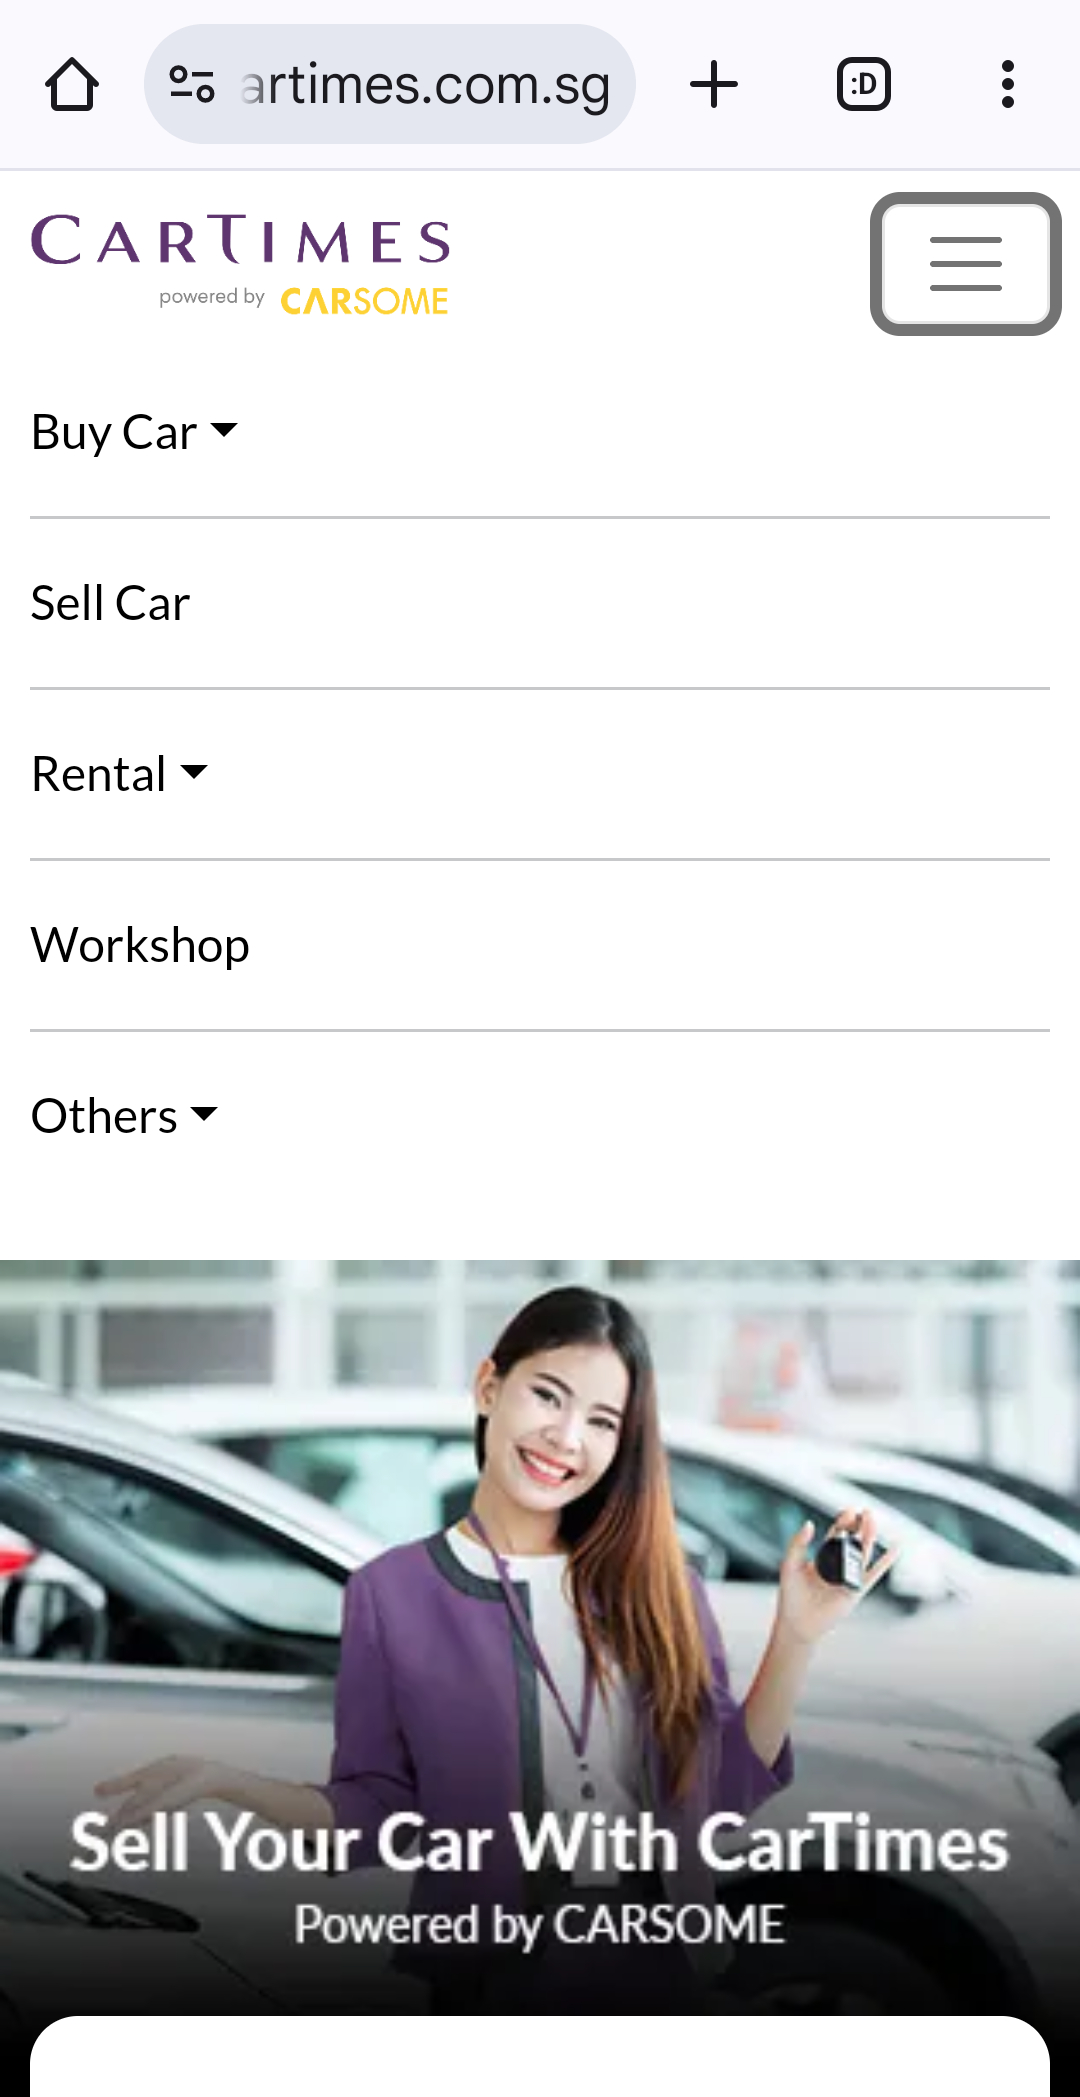 artimes.com.sg
:D
CARTIMES
powered by CARSOME
Buy Car
Sell Car
Rental
Workshop
Others
Sell Your Car With CarTimes
Powered by CARSOME